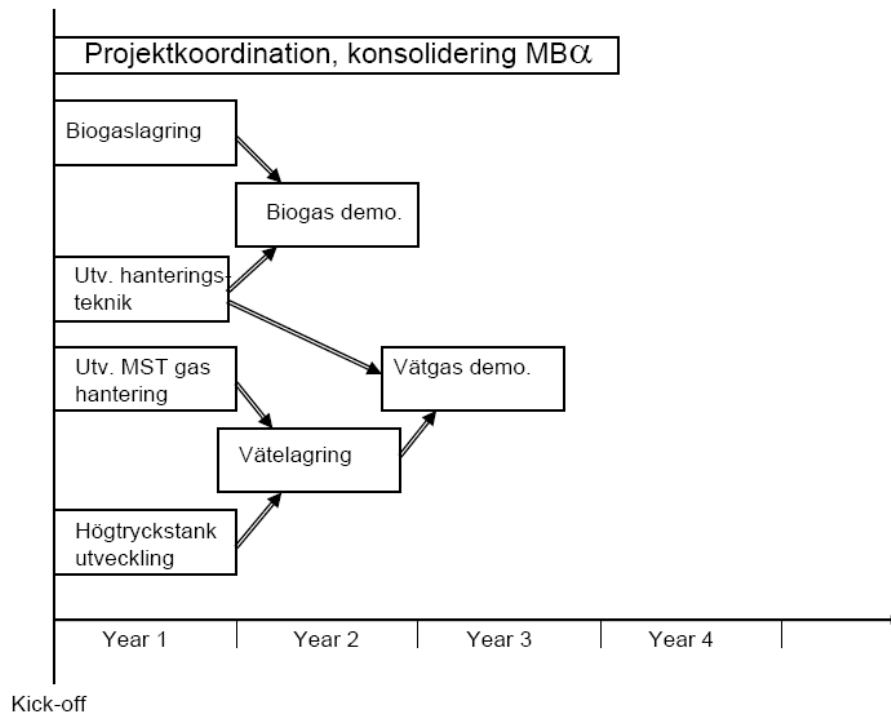 Projektkoordination, konsolidering MBα
Biogaslagring
Biogas demo.
Utv. hanterings-
teknik
Utv. MST gas
hantering
Vätgas demo.
Vätelagring
Högtryckstank
utveckling
Year 1
Year 2
Year 3
Year 4
Kick-off